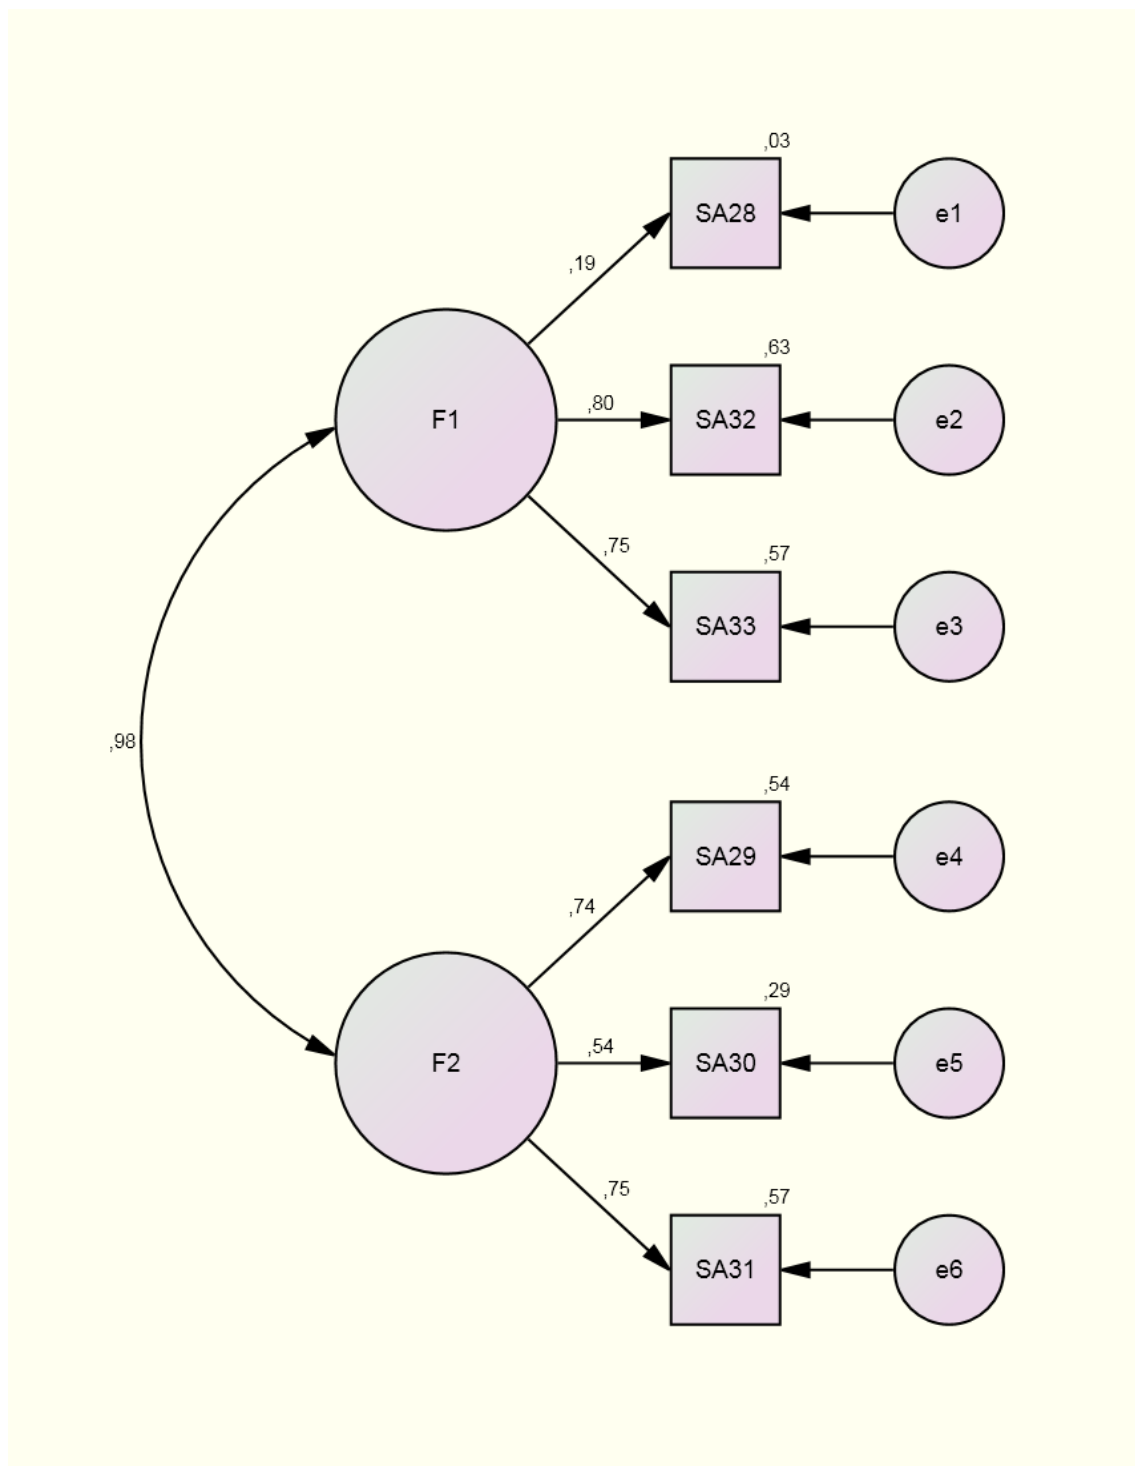 ,03
SA28
e1
,19
,63
F1
,80
SA32
e2
,75
,57
SA33
e3
,98
,54
SA29
e4
,74
,29
F2
,54
SA30
e5
,75
,57
SA31
e6